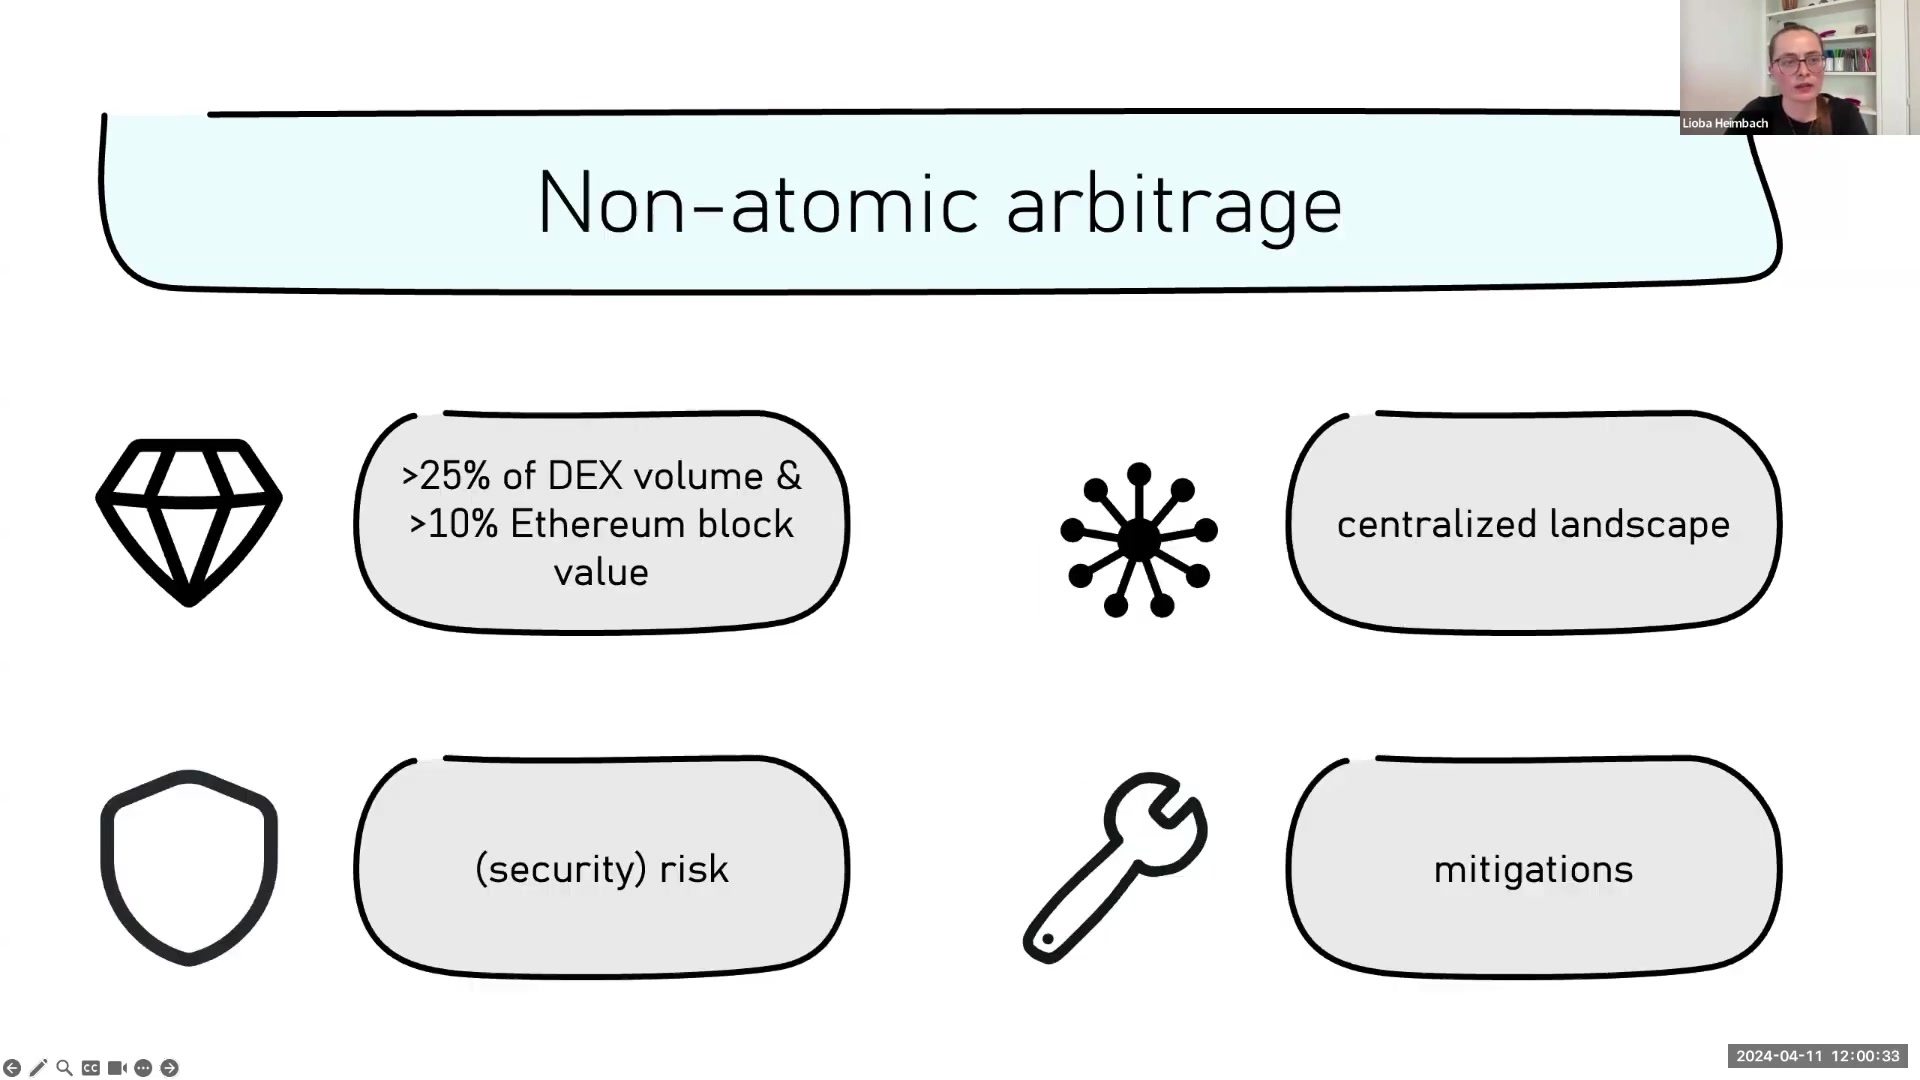 Lioba Heimbach
Non-atomic arbitrage
>25% of DEX volume &
>10% Ethereum block
value
centralized landscape
(security) risk
mitigations
CC
2024-04-11 12:00:33